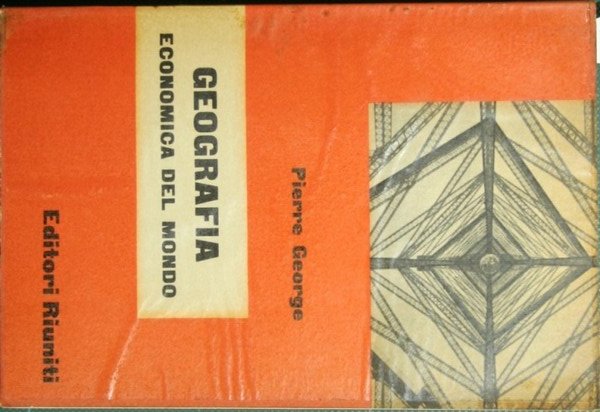 Pierre George
GEOGRAFIA
ECONOMICA DEL MONDO
Editori Riuniti